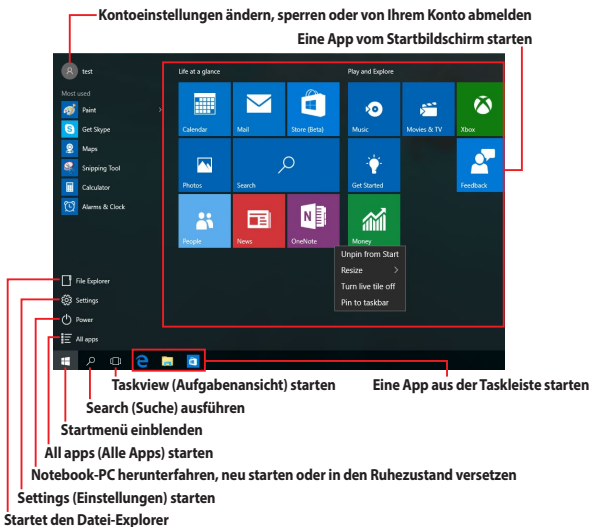 Kontoeinstellungen ändern, sperren oder von Ihrem Konto abmelden
Eine App vom Startbildschirm starten
test
Life at a glance
Play and Explore
Most used
Paint
Get Skype
Maps
Snipping Tool
Calculator
Alarms & Clock
Calendar
Mail
Store (Beta)
Music
Movies & TV
Xbox
Photos
Search
Get Started
Feedback
People
News
OneNote
Money
Unpin from Start
Resize
Turn live tile off
Pin to taskbar
File Explorer
Settings
Power
All apps
Taskview (Aufgabenansicht) starten
Eine App aus der Taskleiste starten
Search (Suche) ausführen
Startmenü einblenden
All apps (Alle Apps) starten
Notebook-PC herunterfahren, neu starten oder in den Ruhezustand versetzen
Settings (Einstellungen) starten
Startet den Datei-Explorer